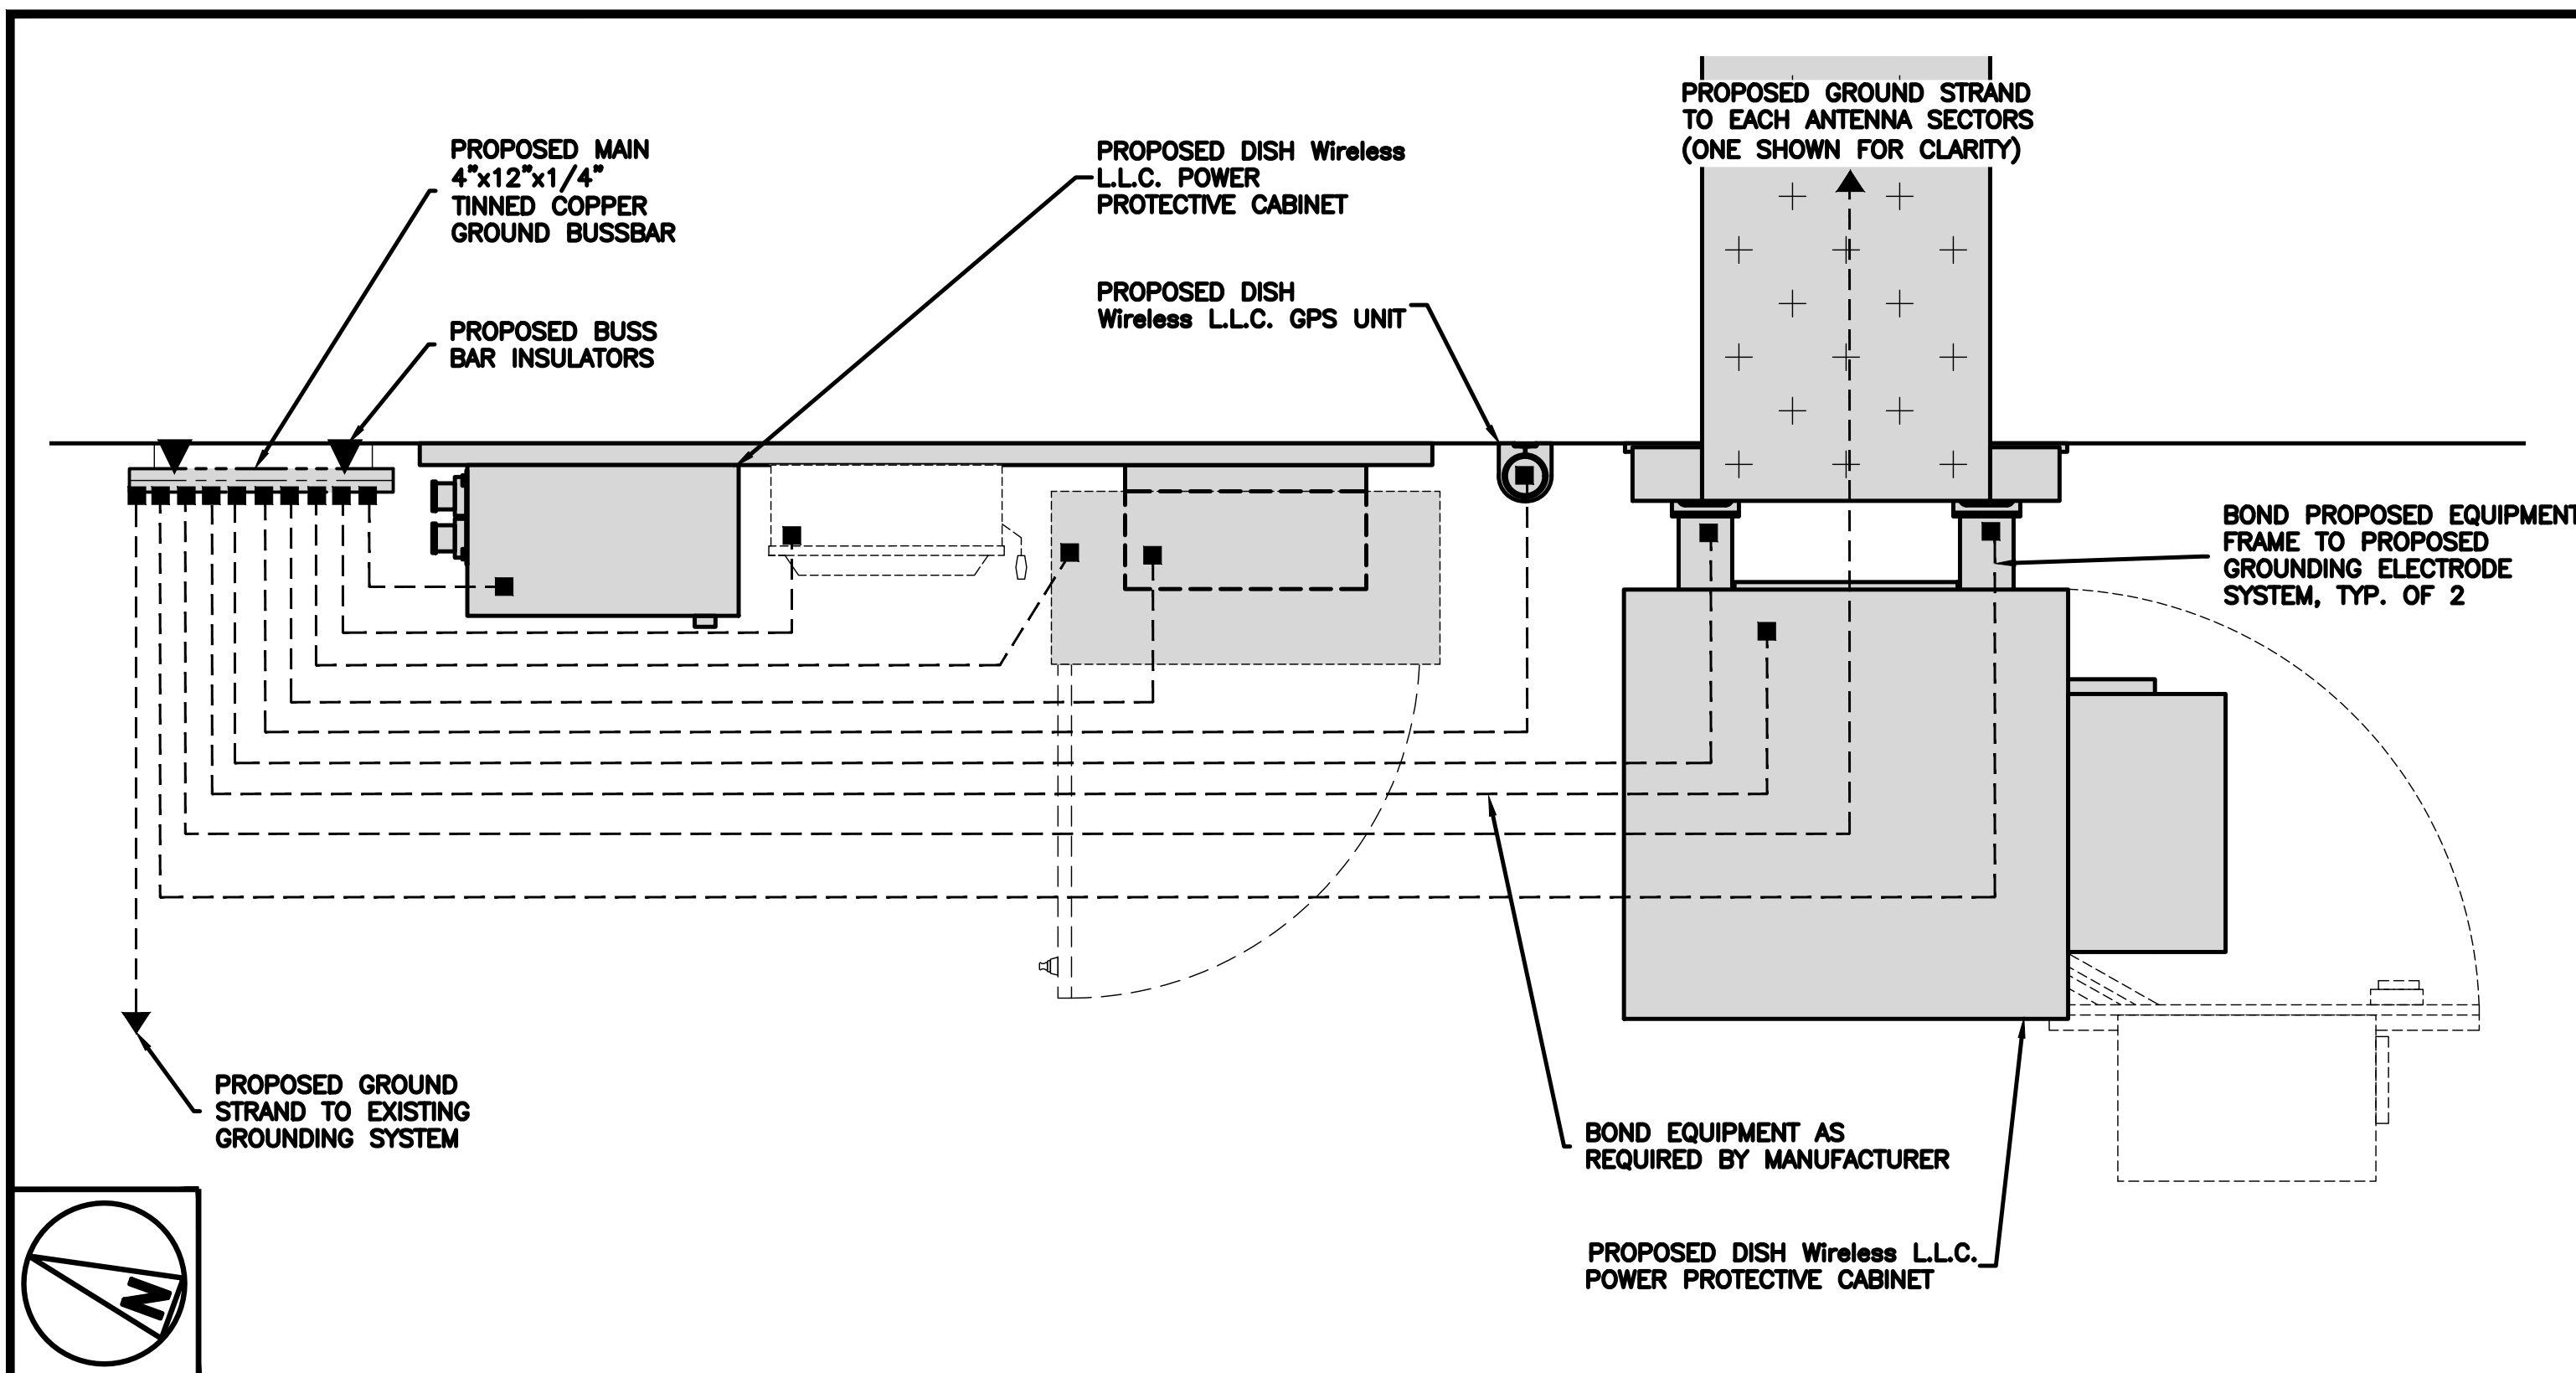 PROPOSED GROUND STRAND
TO EACH ANTENNA SECTORS
(ONE SHOWN FOR CLARITY)
PROPOSED MAIN
4"x12"x1/4"
TINNED COPPER
GROUND BUSSBAR
PROPOSED DISH Wireless
L.L.C. POWER
PROTECTIVE CABINET
PROPOSED DISH
Wireless L.L.C. GPS UNIT
PROPOSED BUSS
BAR INSULATORS
BOND PROPOSED EQUIPMENT
FRAME TO PROPOSED
GROUNDING ELECTRODE
SYSTEM, TYP. OF 2
PROPOSED GROUND
STRAND TO EXISTING
GROUNDING SYSTEM
BOND EQUIPMENT AS
REQUIRED BY MANUFACTURER
PROPOSED DISH Wireless L.L.C.
POWER PROTECTIVE CABINET
N